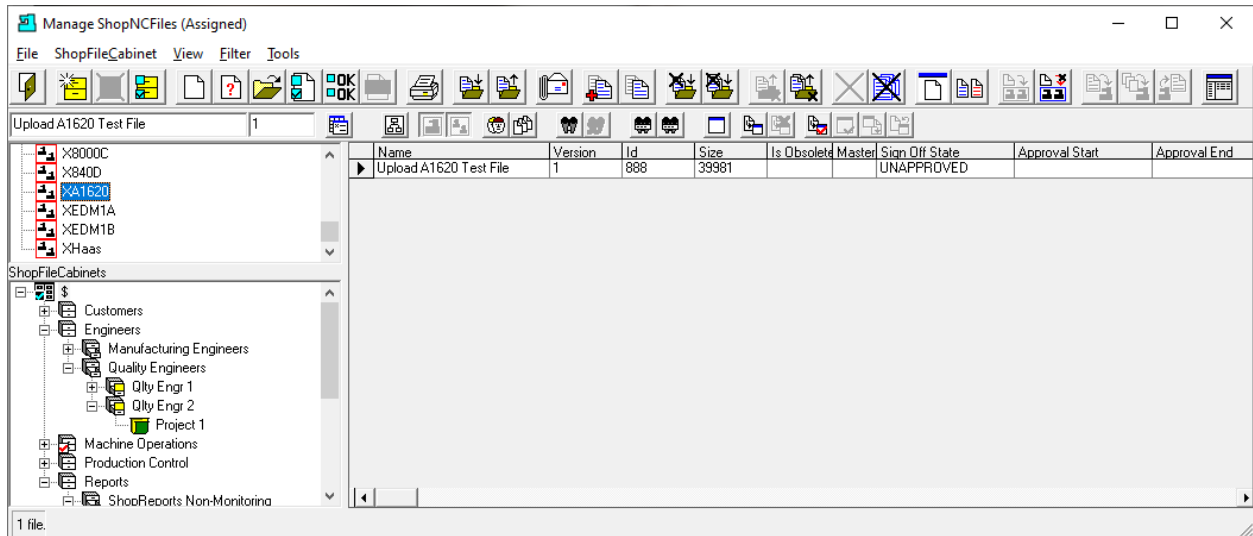 Manage ShopNCFiles (Assigned)
File ShopFileCabinet View Filter Tools
Upload A1620 Test File 1
X8000C
X840D
XA1620
XEDM1A
XEDM1B
XHaas
Name Version Id Size Is Obsolete Master Sign Off State Approval Start Approval End
Upload A1620 Test File 1 888 39981 UNAPPROVED
ShopFileCabinets
$
Customers
Engineers
Manufacturing Engineers
Quality Engineers
Qlty Engr 1
Qlty Engr 2
Project 1
Machine Operations
Production Control
Reports
ShopReports Non-Monitoring
1 file.